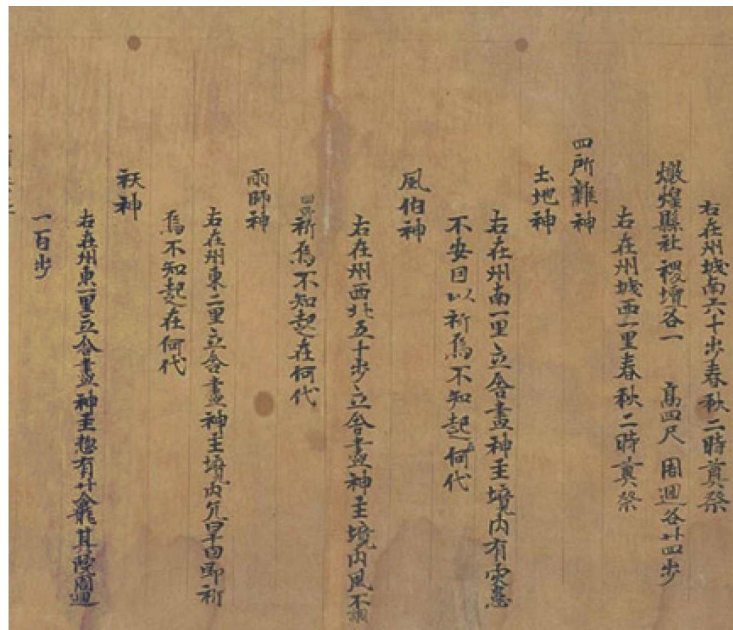 右在州城南六十步春秋二時奠祭
燉煌縣社稷壇各一 高四尺 周迴各廿四步
右在州城西一里春秋二時奠祭
四所雜神
土地神
右在州南一里立舍畫神主境内有灾患
不安因以祈焉不知起何代
風伯神
右在州西北五十步立舍畫神主境内風不
祈焉不知起在何代
雨師神
右在州東二里立舍畫神主境内亢旱因即祈
焉不知起在何代
祆神
右在州東一里立舍畫神主揔有廿龕其院周迴
一百步